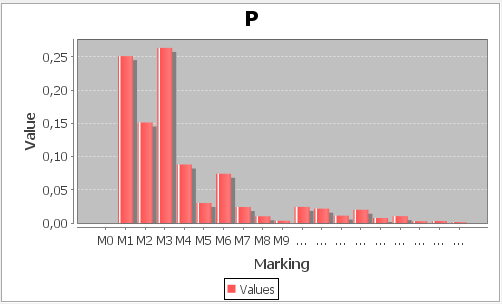 P
Value
0,25
0,20
0,15
0,10
0,05
0,00
M0 M1 M2 M3 M4 M5 M6 M7 M8 M9 ... ... ... ... ... ... ... ... ...
Marking
Values